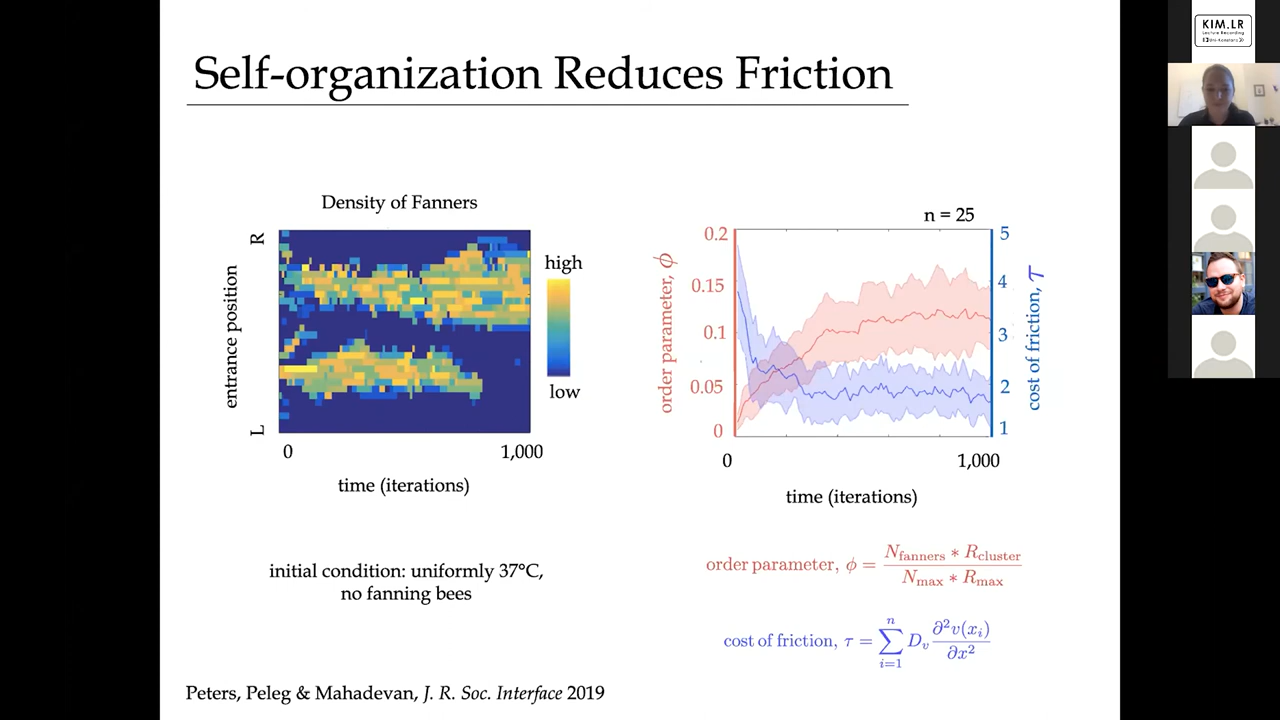 Self-organization Reduces Friction
Density of Fanners
R
entrance position
L
0
1,000
time (iterations)
high
low
n = 25
0.2
0.15
0.1
0.05
0
order parameter, ϕ
5
4
3
2
1
cost of friction, τ
0
1,000
time (iterations)
initial condition: uniformly 37°C,
no fanning bees
order parameter, ϕ = N_fanners * R_cluster / N_max * R_max
cost of friction, τ = ∑_{i=1}^{n} D_v ∂²v(x_i) / ∂x²
Peters, Peleg & Mahadevan, J. R. Soc. Interface 2019
KIM.LR
Lecture Recording